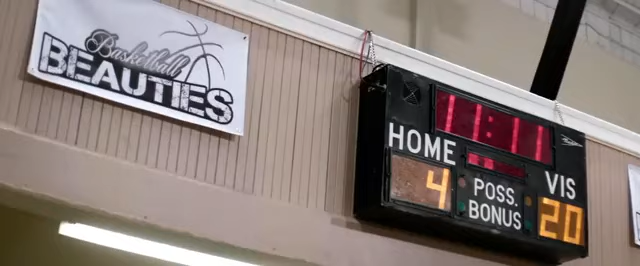 Basketball
BEAUTIES
11:11
HOME
VIS
4
POSS.
BONUS
20